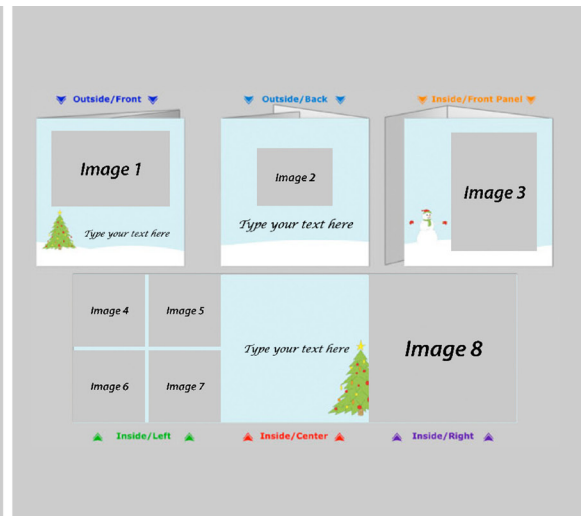 Outside/Front
Outside/Back
Inside/Front Panel
Image 1
Image 2
Image 3
Type your text here
Type your text here
Image 4
Image 5
Image 6
Image 7
Type your text here
Image 8
Inside/Left
Inside/Center
Inside/Right